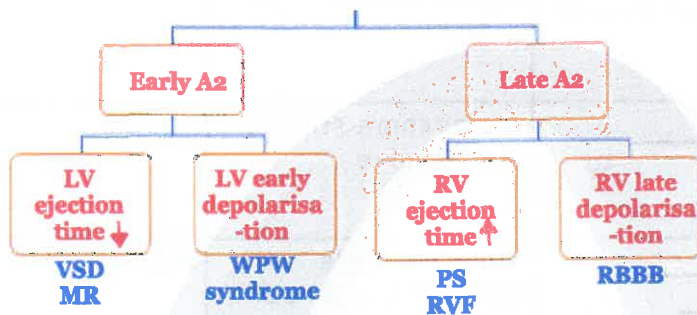 Early A2
Late A2
LV
ejection
time ↓
LV early
depolarisa
-tion
RV
ejection
time ↑
RV late
depolarisa
-tion
VSD
MR
WPW
syndrome
PS
RVF
RBBB